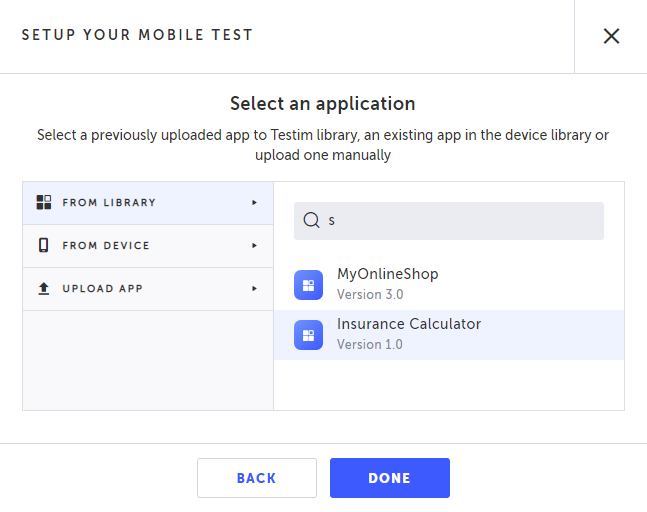 SETUP YOUR MOBILE TEST
Select an application
Select a previously uploaded app to Testim library, an existing app in the device library or
upload one manually
FROM LIBRARY
FROM DEVICE
UPLOAD APP
s
MyOnlineShop
Version 3.0
Insurance Calculator
Version 1.0
BACK
DONE